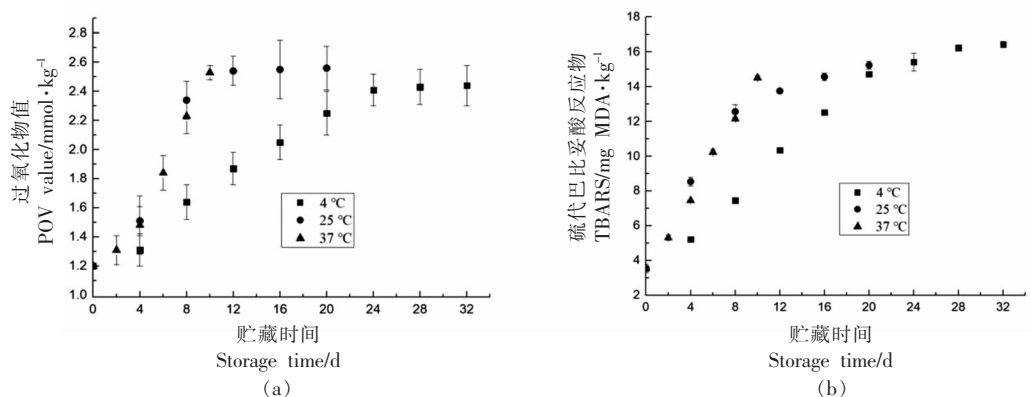 (a)
过氧化物值
POV value/mmol·kg⁻¹
2.8
2.6
2.4
2.2
2.0
1.8
1.6
1.4
1.2
1.0
4 ℃
25 ℃
37 ℃
0 4 8 12 16 20 24 28 32
贮藏时间
Storage time/d
(a)
b)
硫代巴比妥酸反应物
TBARS/mg MDA·kg⁻¹
18
16
14
12
10
8
6
4
2
4 ℃
25 ℃
37 ℃
0 4 8 12 16 20 24 28 32
贮藏时间
Storage time/d
(b)